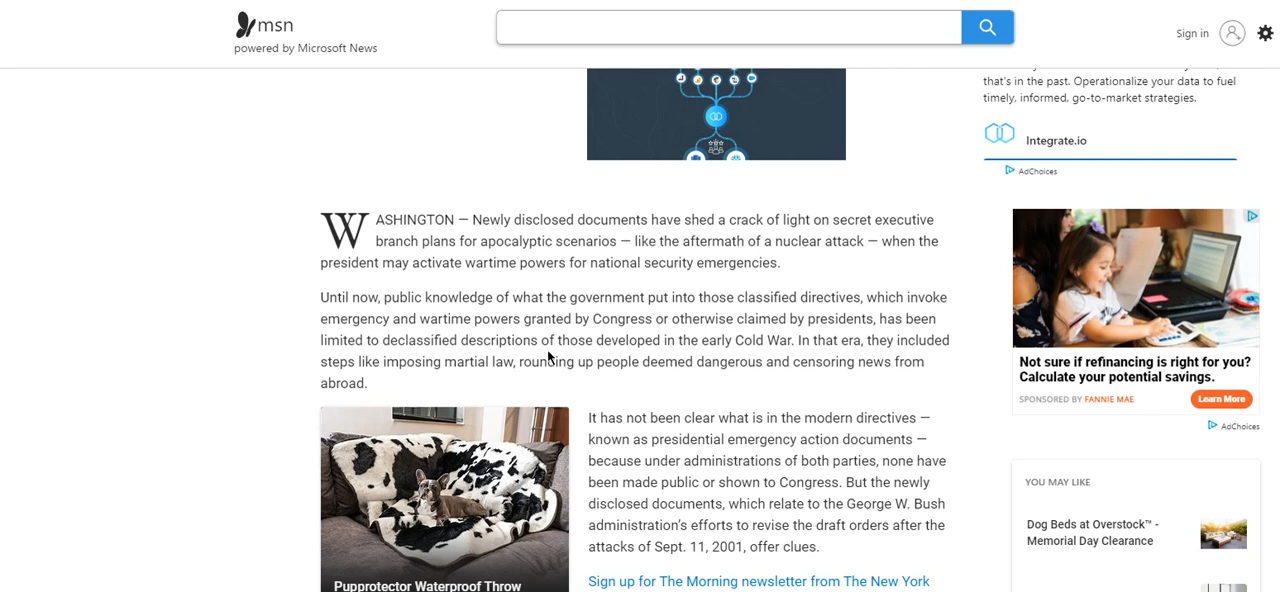 msn
powered by Microsoft News
Sign in
that's in the past. Operationalize your data to fuel
timely, informed, go-to-market strategies.
Integrate.io
AdChoices
WASHINGTON — Newly disclosed documents have shed a crack of light on secret executive
branch plans for apocalyptic scenarios — like the aftermath of a nuclear attack — when the
president may activate wartime powers for national security emergencies.
Until now, public knowledge of what the government put into those classified directives, which invoke
emergency and wartime powers granted by Congress or otherwise claimed by presidents, has been
limited to declassified descriptions of those developed in the early Cold War. In that era, they included
steps like imposing martial law, rounding up people deemed dangerous and censoring news from
abroad.
Pupprotector Waterproof Throw
It has not been clear what is in the modern directives —
known as presidential emergency action documents —
because under administrations of both parties, none have
been made public or shown to Congress. But the newly
disclosed documents, which relate to the George W. Bush
administration's efforts to revise the draft orders after the
attacks of Sept. 11, 2001, offer clues.
Sign up for The Morning newsletter from The New York
Not sure if refinancing is right for you?
Calculate your potential savings.
SPONSORED BY FANNIE MAE
Learn More
AdChoices
YOU MAY LIKE
Dog Beds at Overstock™ -
Memorial Day Clearance